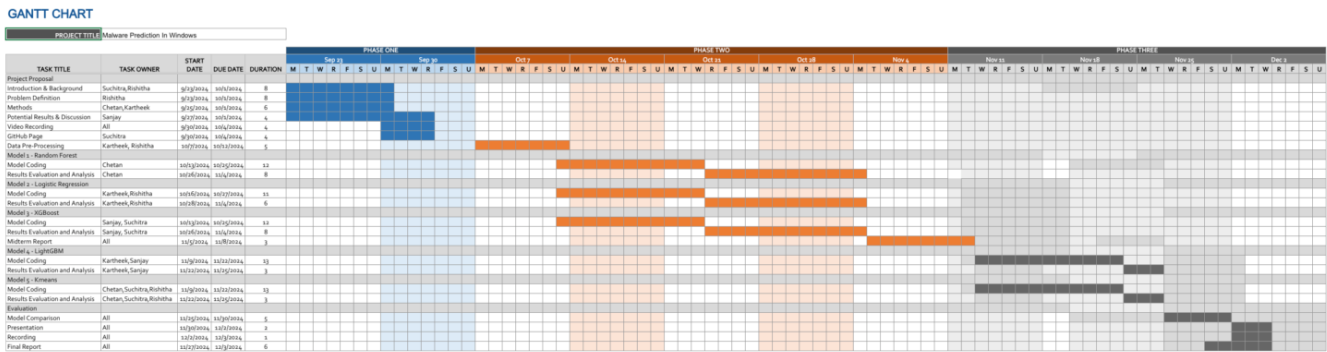 GANTT CHART
PROJECT TITLE Malware Prediction In Windows
PHASE ONE PHASE TWO PHASE THREE
Sep 23 Sep 30 Oct 7 Oct 14 Oct 21 Oct 28 Nov 4 Nov 11 Nov 18 Nov 25 Dec 2
TASK TITLE TASK OWNER START DATE DUE DATE DURATION M T W R F S U M T W R F S U M T W R F S U M T W R F S U M T W R F S U M T W R F S U M T W R F S U M T W R F S U M T W R F S U M T W R F S U M T W R F S U
Project Proposal
Introduction & Background Suchitra,Rishitha 9/23/2024 10/1/2024 8
Problem Definition Rishitha 9/23/2024 10/1/2024 8
Methods Chetan,Kartheek 9/25/2024 10/1/2024 6
Potential Results & Discussion Sanjay 9/27/2024 10/1/2024 4
Video Recording All 9/30/2024 10/4/2024 4
GitHub Page Suchitra 9/30/2024 10/4/2024 4
Data Pre-Processing Kartheek, Rishitha 10/7/2024 10/12/2024 5
Model 1 - Random Forest
Model Coding Chetan 10/13/2024 10/25/2024 12
Results Evaluation and Analysis Chetan 10/26/2024 11/4/2024 8
Model 2 - Logistic Regression
Model Coding Kartheek,Rishitha 10/16/2024 10/27/2024 11
Results Evaluation and Analysis Kartheek,Rishitha 10/28/2024 11/4/2024 6
Model 3 - XGBoost
Model Coding Sanjay, Suchitra 10/13/2024 10/25/2024 12
Results Evaluation and Analysis Sanjay, Suchitra 10/26/2024 11/4/2024 8
Midterm Report All 11/5/2024 11/8/2024 3
Model 4 - LightGBM
Model Coding Kartheek,Sanjay 11/9/2024 11/22/2024 13
Results Evaluation and Analysis Kartheek,Sanjay 11/22/2024 11/25/2024 3
Model 5 - Kmeans
Model Coding Chetan,Suchitra,Rishitha 11/9/2024 11/22/2024 13
Results Evaluation and Analysis Chetan,Suchitra,Rishitha 11/22/2024 11/25/2024 3
Evaluation
Model Comparison All 11/25/2024 11/30/2024 5
Presentation All 11/30/2024 12/2/2024 2
Recording All 12/2/2024 12/3/2024 1
Final Report All 11/27/2024 12/3/2024 6